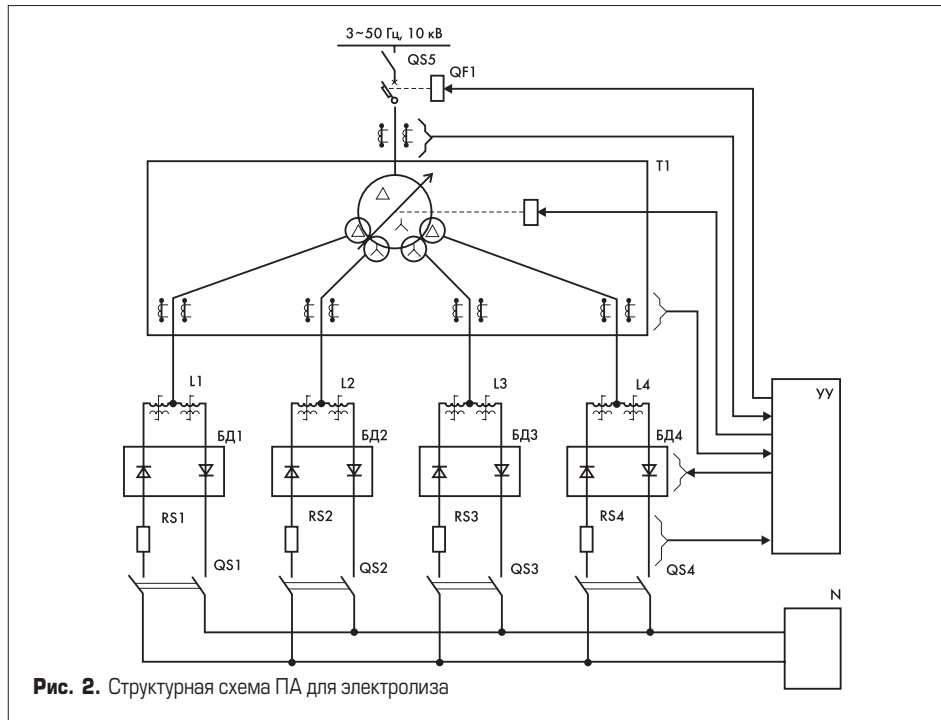 3~50 Гц, 10 кВ
QS5
QF1
T1
L1
L2
L3
L4
УУ
БД1
БД2
БД3
БД4
RS1
RS2
RS3
RS4
QS1
QS2
QS3
QS4
N
Рис. 2. Структурная схема ПА для электролиза